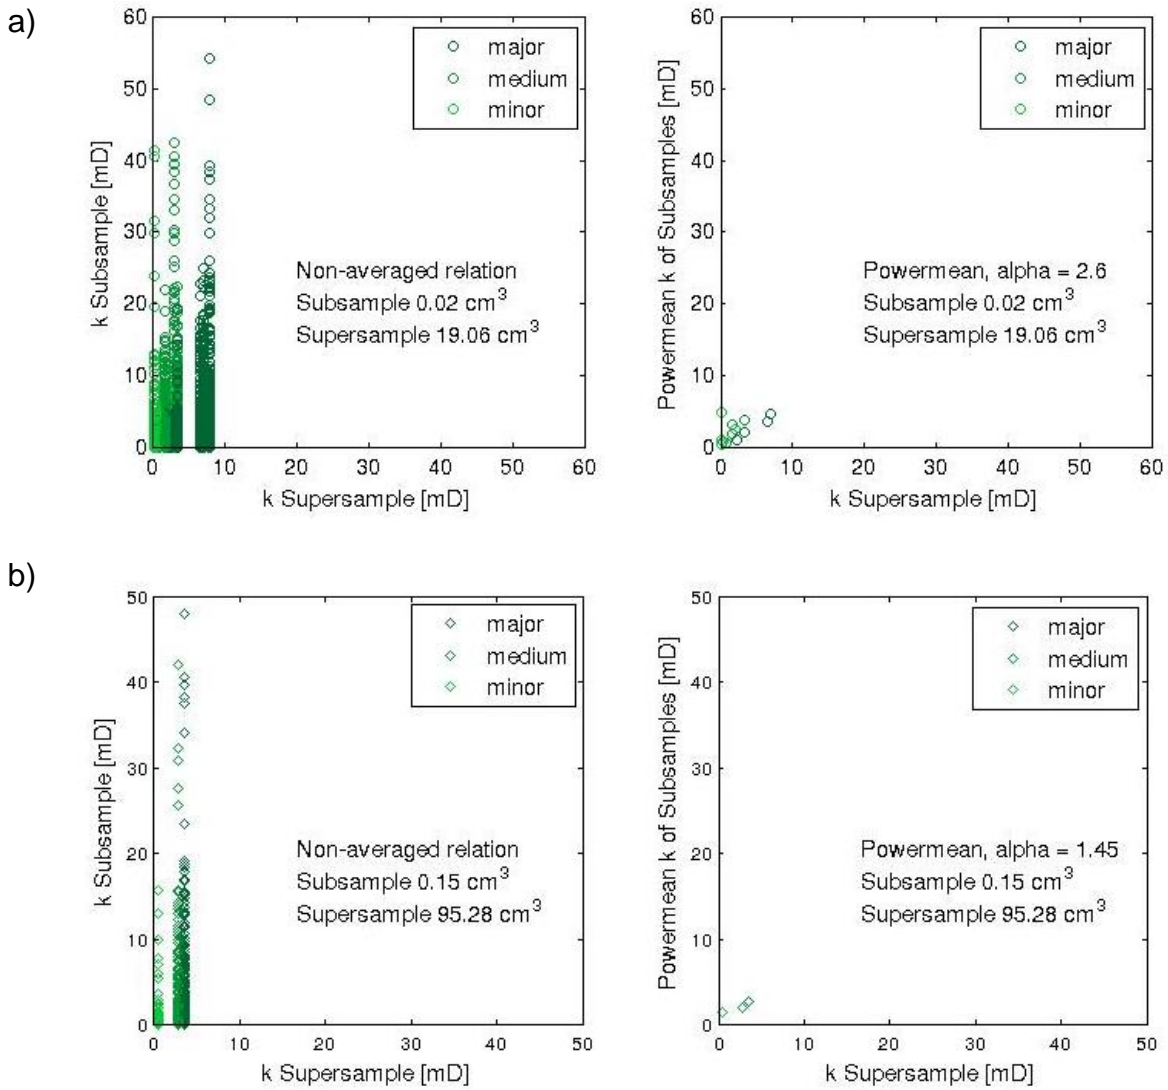 a)
60
50
40
30
20
10
0
k Subsample [mD]
major
medium
minor
Non-averaged relation
Subsample 0.02 cm³
Supersample 19.06 cm³
0 10 20 30 40 50 60
k Supersample [mD]
60
50
40
30
20
10
0
Powermean k of Subsamples [mD]
major
medium
minor
Powermean, alpha = 2.6
Subsample 0.02 cm³
Supersample 19.06 cm³
0 10 20 30 40 50 60
k Supersample [mD]
b)
50
40
30
20
10
0
k Subsample [mD]
major
medium
minor
Non-averaged relation
Subsample 0.15 cm³
Supersample 95.28 cm³
0 10 20 30 40 50
k Supersample [mD]
50
40
30
20
10
0
Powermean k of Subsamples [mD]
major
medium
minor
Powermean, alpha = 1.45
Subsample 0.15 cm³
Supersample 95.28 cm³
0 10 20 30 40 50
k Supersample [mD]